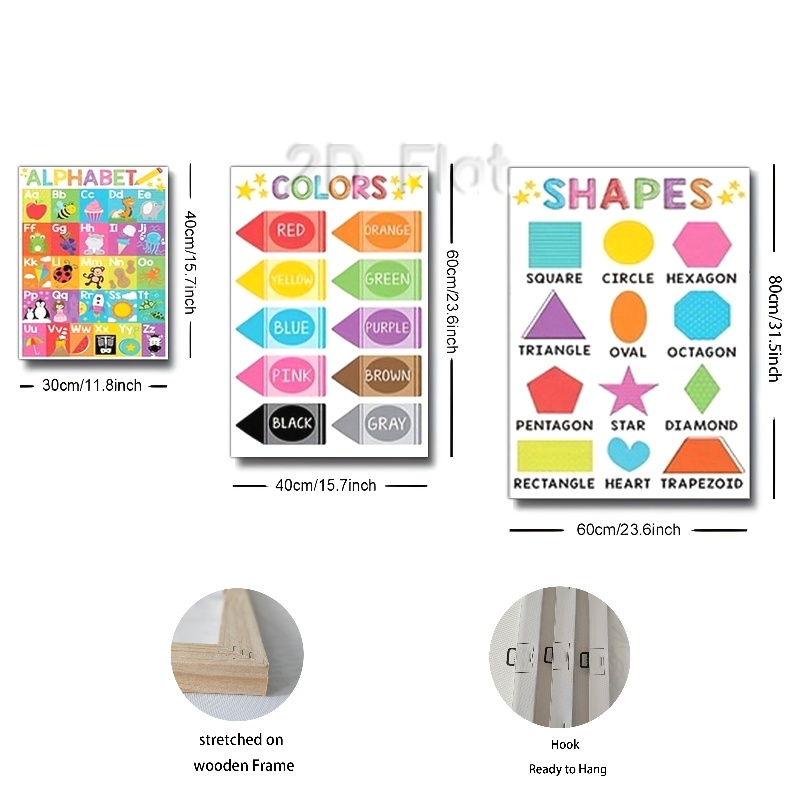 2D Flat
ALPHABET
Aa Bb Cc Dd Ee
Ff Gg Hh Ii Jj
Kk Ll Mm Nn Oo
Pp Qq Rr Ss Tt
Uu Vv Ww Xx Yy Zz
40cm/15.7inch
30cm/11.8inch
COLORS
RED ORANGE
YELLOW GREEN
BLUE PURPLE
PINK BROWN
BLACK GRAY
60cm/23.6inch
40cm/15.7inch
SHAPES
SQUARE CIRCLE HEXAGON
TRIANGLE OVAL OCTAGON
PENTAGON STAR DIAMOND
RECTANGLE HEART TRAPEZOID
80cm/31.5inch
60cm/23.6inch
stretched on
wooden Frame
Hook
Ready to Hang